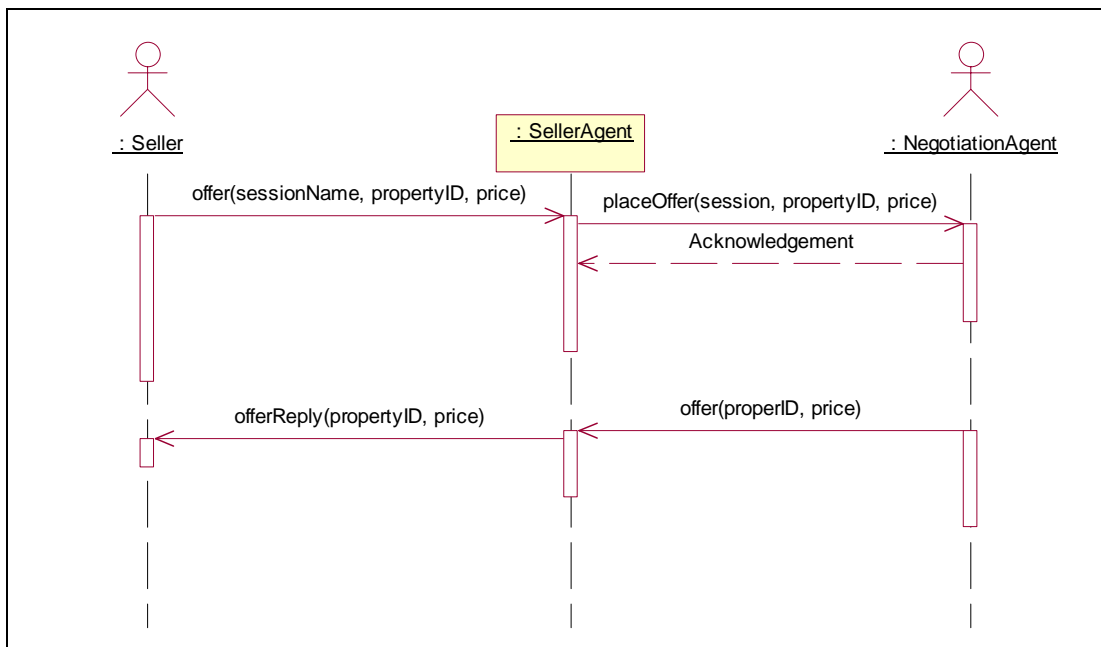 : Seller
: SellerAgent
: NegotiationAgent
offer(sessionName, propertyID, price)
placeOffer(session, propertyID, price)
Acknowledgement
offerReply(propertyID, price)
offer(properID, price)